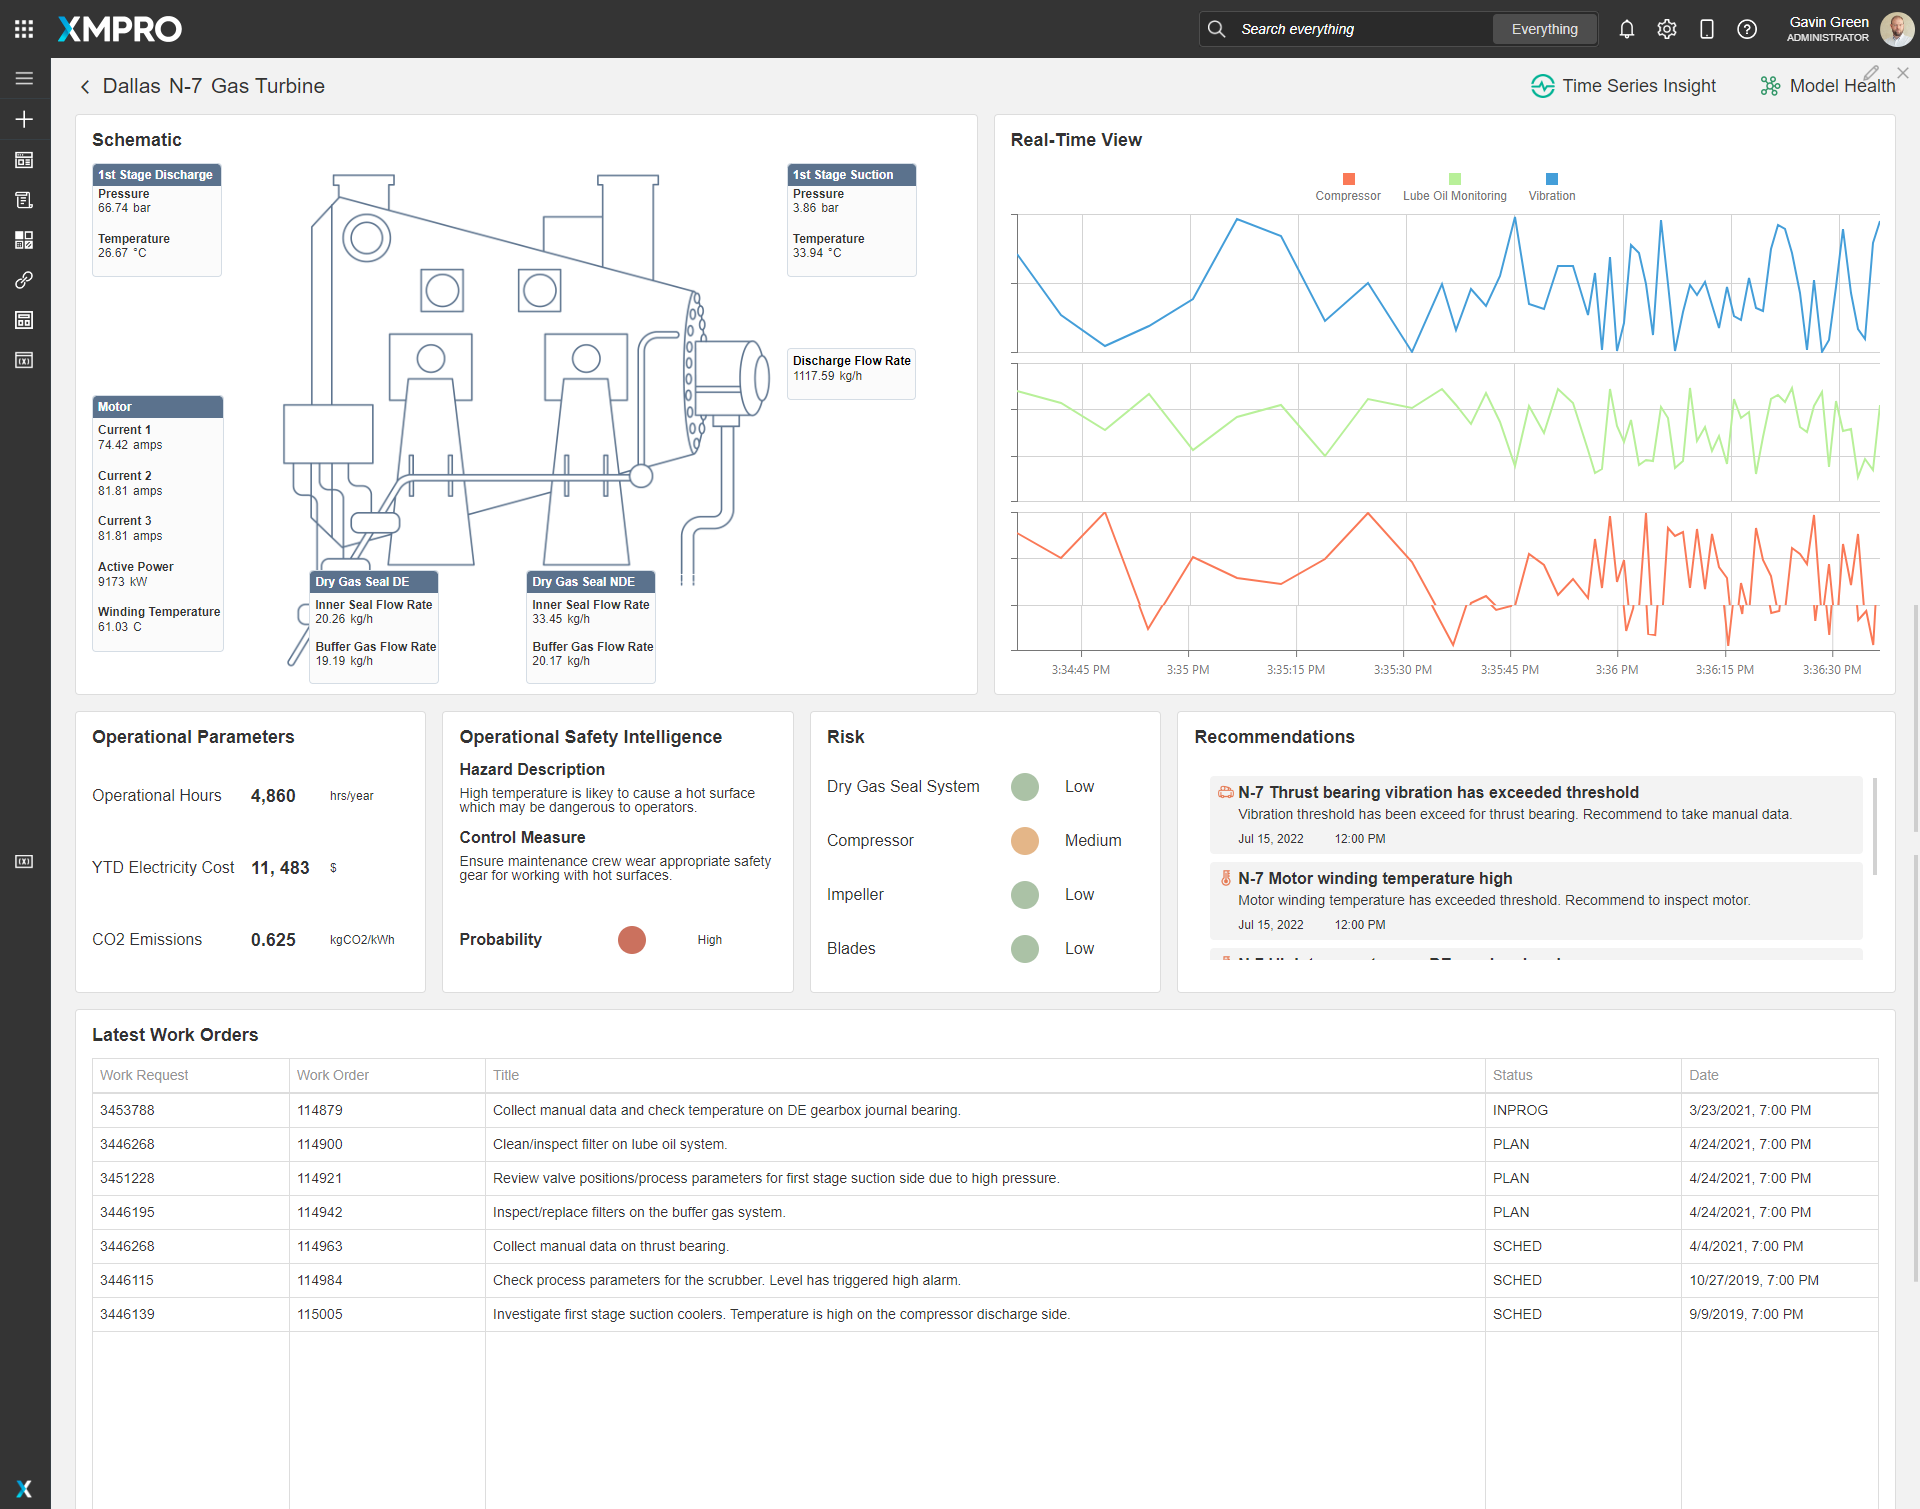 XMPRO
Search everything
Everything
Gavin Green
ADMINISTRATOR
Dallas N-7 Gas Turbine
Time Series Insight
Model Health
Schematic
1st Stage Discharge
Pressure
66.74 bar
Temperature
26.67 °C
1st Stage Suction
Pressure
3.86 bar
Temperature
33.94 °C
Discharge Flow Rate
1117.59 kg/h
Motor
Current 1
74.42 amps
Current 2
81.81 amps
Current 3
81.81 amps
Active Power
9173 kW
Winding Temperature
61.03 C
Dry Gas Seal DE
Inner Seal Flow Rate
20.26 kg/h
Buffer Gas Flow Rate
19.19 kg/h
Dry Gas Seal NDE
Inner Seal Flow Rate
33.45 kg/h
Buffer Gas Flow Rate
20.17 kg/h
Real-Time View
Compressor
Lube Oil Monitoring
Vibration
3:34:45 PM
3:35 PM
3:35:15 PM
3:35:30 PM
3:35:45 PM
3:36 PM
3:36:15 PM
3:36:30 PM
Operational Parameters
Operational Hours 4,860 hrs/year
YTD Electricity Cost 11, 483 $
CO2 Emissions 0.625 kgCO2/kWh
Operational Safety Intelligence
Hazard Description
High temperature is likey to cause a hot surface
which may be dangerous to operators.
Control Measure
Ensure maintenance crew wear appropriate safety
gear for working with hot surfaces.
Probability High
Risk
Dry Gas Seal System Low
Compressor Medium
Impeller Low
Blades Low
Recommendations
N-7 Thrust bearing vibration has exceeded threshold
Vibration threshold has been exceed for thrust bearing. Recommend to take manual data.
Jul 15, 2022 12:00 PM
N-7 Motor winding temperature high
Motor winding temperature has exceeded threshold. Recommend to inspect motor.
Jul 15, 2022 12:00 PM
Latest Work Orders
Work Request Work Order Title Status Date
3453788 114879 Collect manual data and check temperature on DE gearbox journal bearing. INPROG 3/23/2021, 7:00 PM
3446268 114900 Clean/inspect filter on lube oil system. PLAN 4/24/2021, 7:00 PM
3451228 114921 Review valve positions/process parameters for first stage suction side due to high pressure. PLAN 4/24/2021, 7:00 PM
3446195 114942 Inspect/replace filters on the buffer gas system. PLAN 4/24/2021, 7:00 PM
3446268 114963 Collect manual data on thrust bearing. SCHED 4/4/2021, 7:00 PM
3446115 114984 Check process parameters for the scrubber. Level has triggered high alarm. SCHED 10/27/2019, 7:00 PM
3446139 115005 Investigate first stage suction coolers. Temperature is high on the compressor discharge side. SCHED 9/9/2019, 7:00 PM